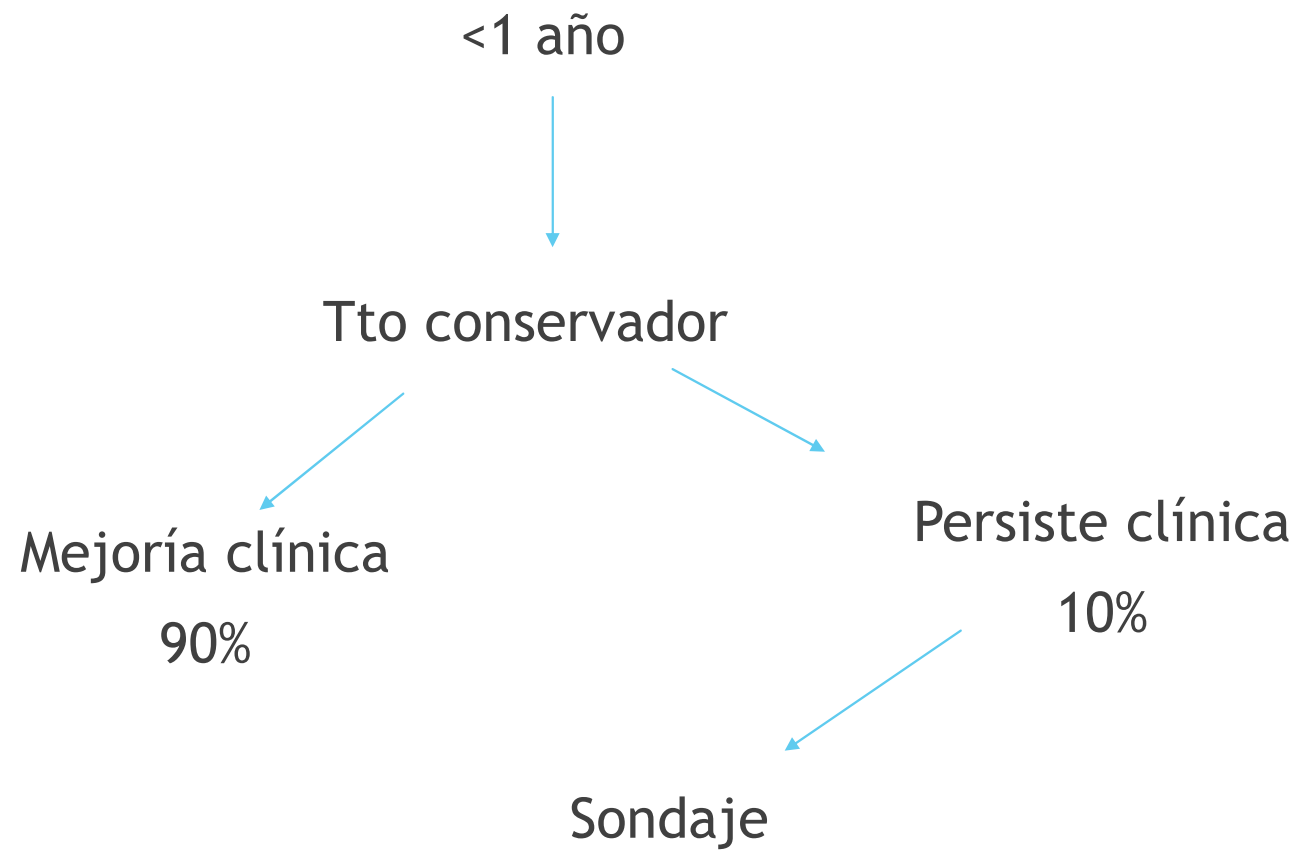 <1 año
Tto conservador
Mejoría clínica
90%
Persiste clínica
10%
Sondaje